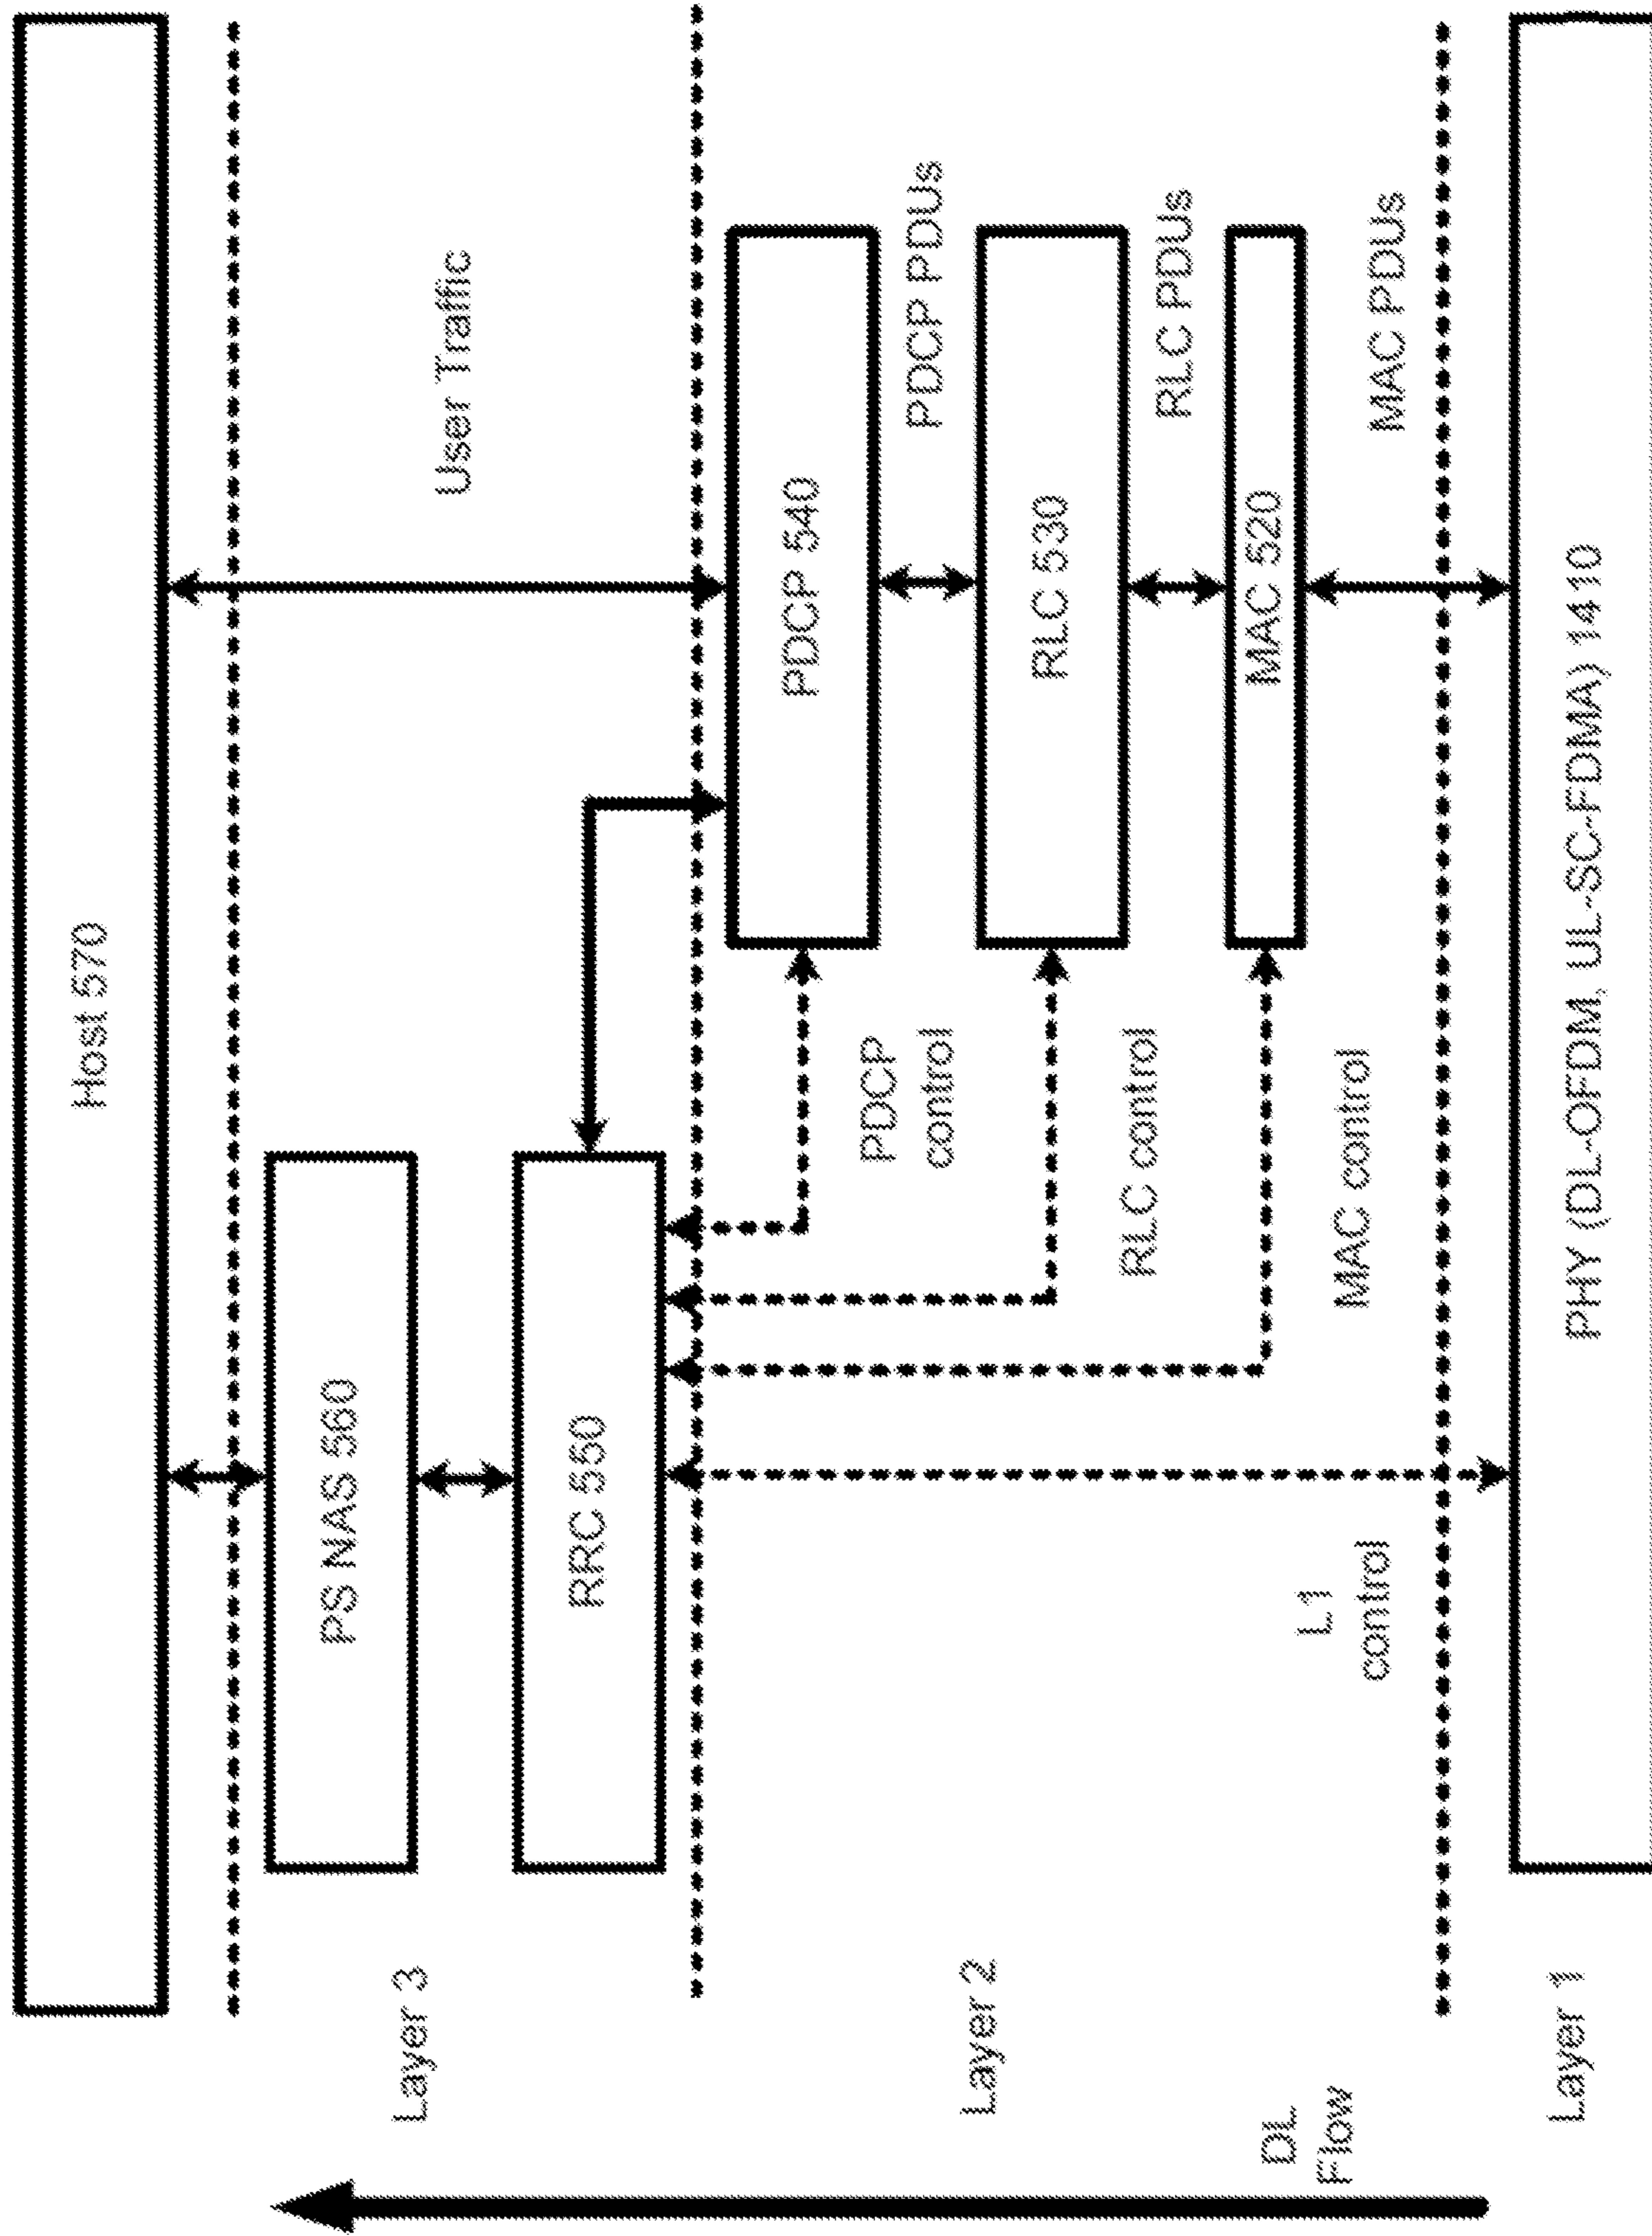 Host 570
Layer 3
PS NAS 560
User Traffic
RRC 550
Layer 2
PDCP 540
PDCP
control
PDCP PDUs
RLC 530
RLC control
RLC PDUs
MAC 520
MAC control
MAC PDUs
L1
control
DL
Flow
Layer 1
PHY (DL-OFDM, UL-SC-FDMA) 1410